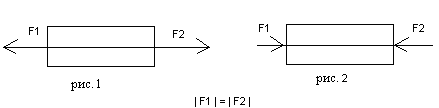 F1 F2 F1 F2
рис. 1 рис. 2
| F1 | = | F2 |